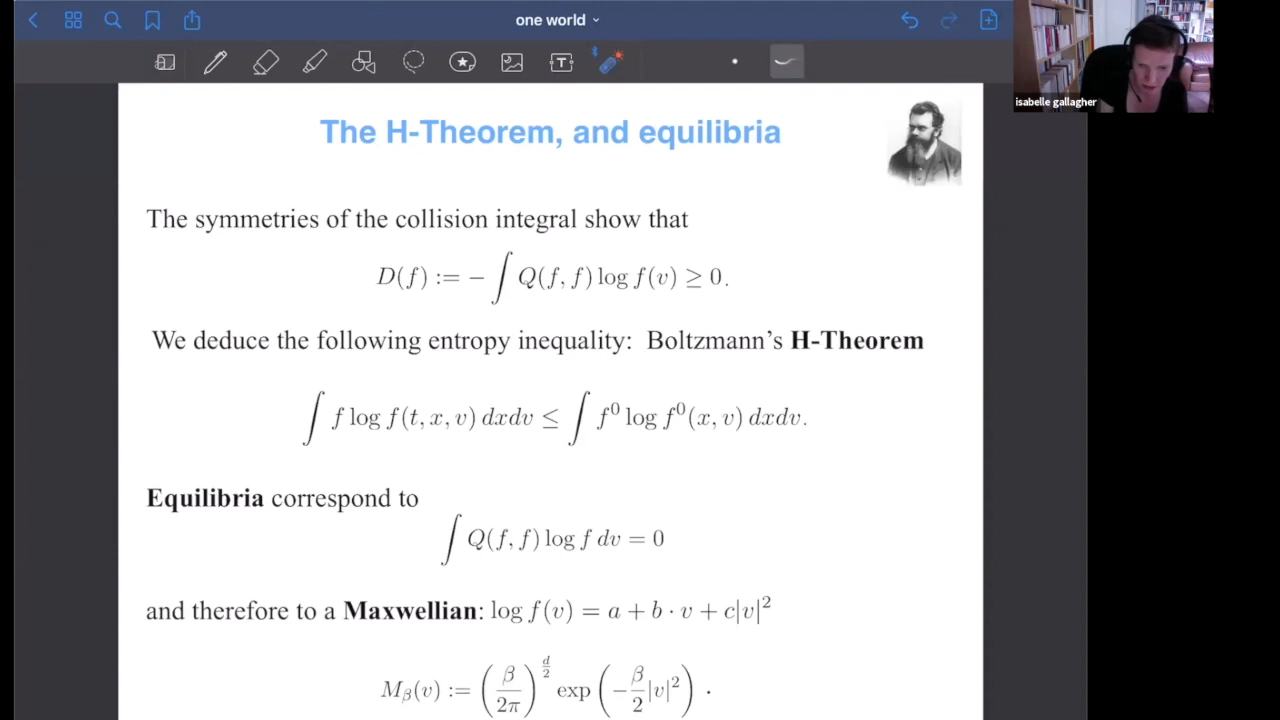 one world
isabelle gallagher
The H-Theorem, and equilibria
The symmetries of the collision integral show that
D(f) := − ∫ Q(f, f) log f(v) ≥ 0.
We deduce the following entropy inequality: Boltzmann’s H-Theorem
∫ f log f(t, x, v) dxdv ≤ ∫ f⁰ log f⁰(x, v) dxdv.
Equilibria correspond to
∫ Q(f, f) log f dv = 0
and therefore to a Maxwellian: log f(v) = a + b · v + c|v|²
M_β(v) := (β/2π)^{d/2} exp (−β/2 |v|²) .